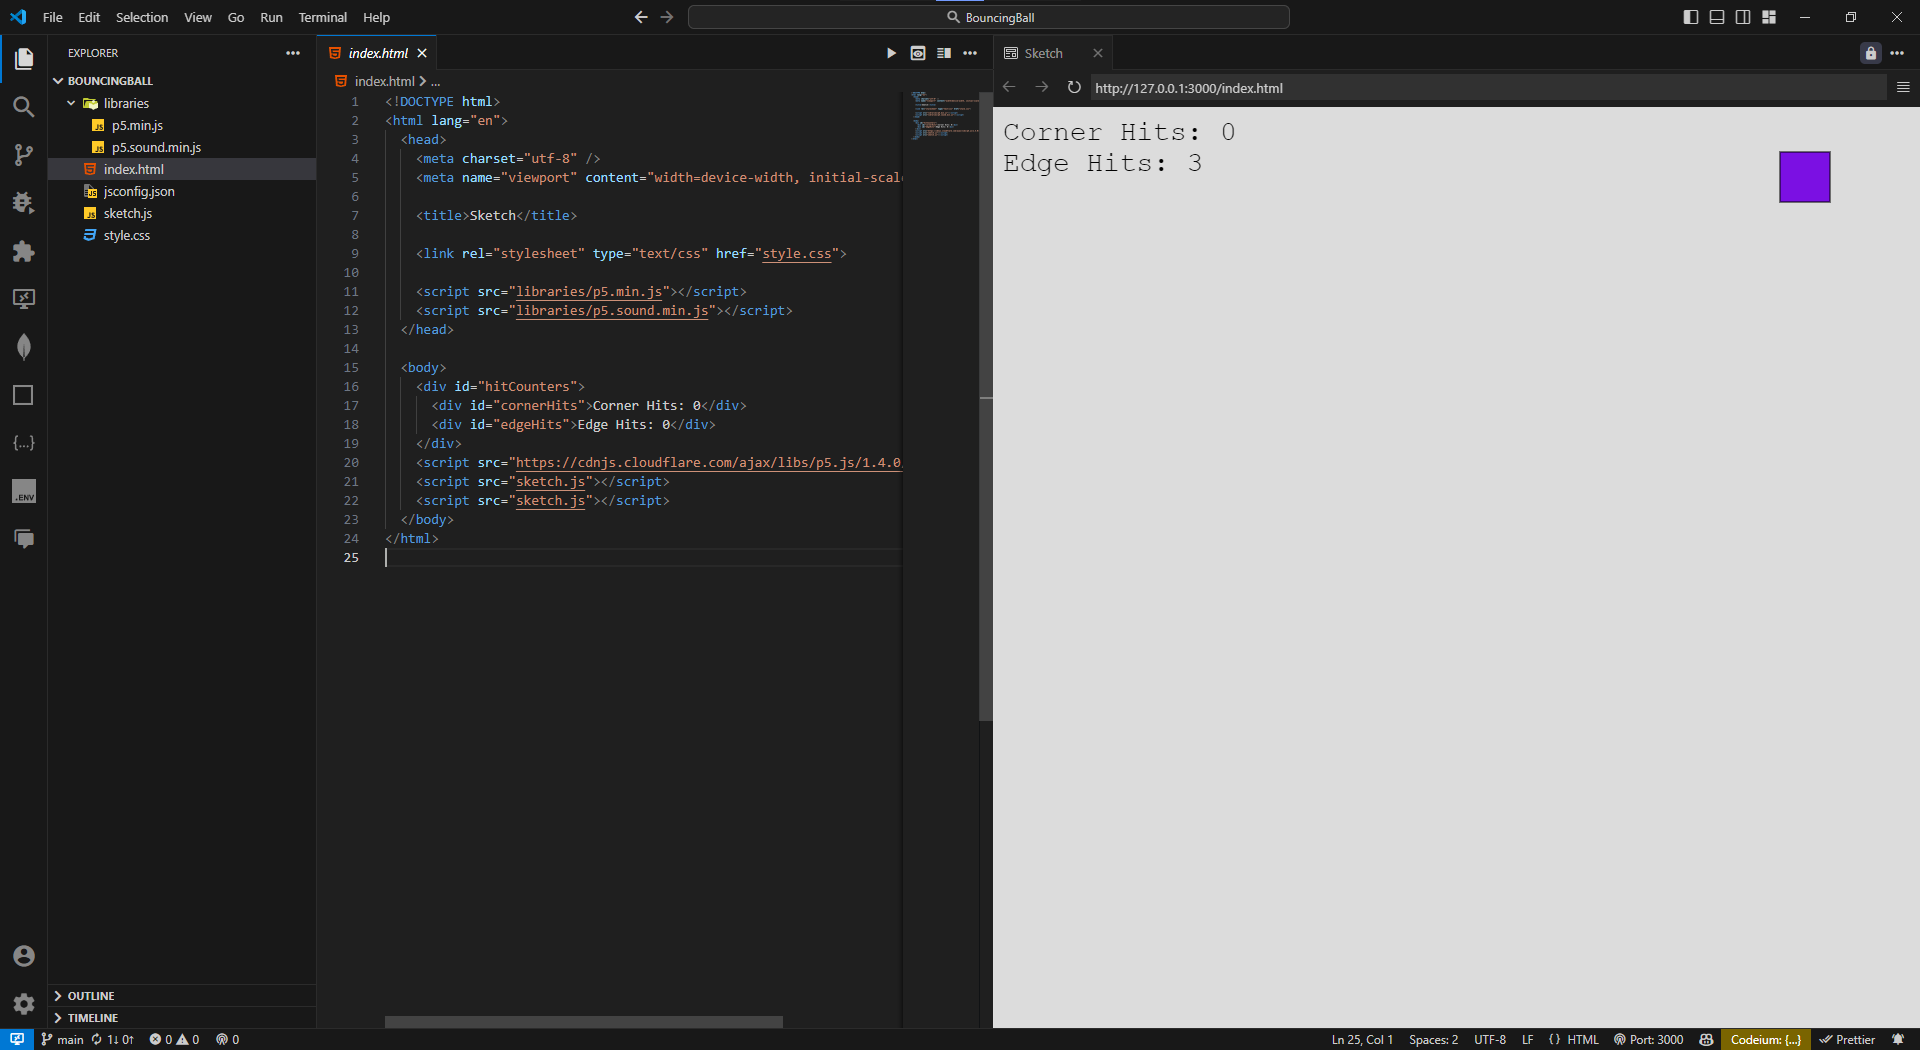 File Edit Selection View Go Run Terminal Help
BouncingBall
EXPLORER
BOUNCINGBALL
libraries
p5.min.js
p5.sound.min.js
index.html
jsconfig.json
sketch.js
style.css
OUTLINE
TIMELINE
index.html
index.html > ...
1 <!DOCTYPE html>
2 <html lang="en">
3 <head>
4 <meta charset="utf-8" />
5 <meta name="viewport" content="width=device-width, initial-scal
6
7 <title>Sketch</title>
8
9 <link rel="stylesheet" type="text/css" href="style.css">
10
11 <script src="libraries/p5.min.js"></script>
12 <script src="libraries/p5.sound.min.js"></script>
13 </head>
14
15 <body>
16 <div id="hitCounters">
17 <div id="cornerHits">Corner Hits: 0</div>
18 <div id="edgeHits">Edge Hits: 0</div>
19 </div>
20 <script src="https://cdnjs.cloudflare.com/ajax/libs/p5.js/1.4.0
21 <script src="sketch.js"></script>
22 <script src="sketch.js"></script>
23 </body>
24 </html>
25
Sketch
http://127.0.0.1:3000/index.html
Corner Hits: 0
Edge Hits: 3
.ENV
main 1↓ 0↑ 0 0 0
Ln 25, Col 1 Spaces: 2 UTF-8 LF {} HTML Port: 3000 Codeium: {...} Prettier